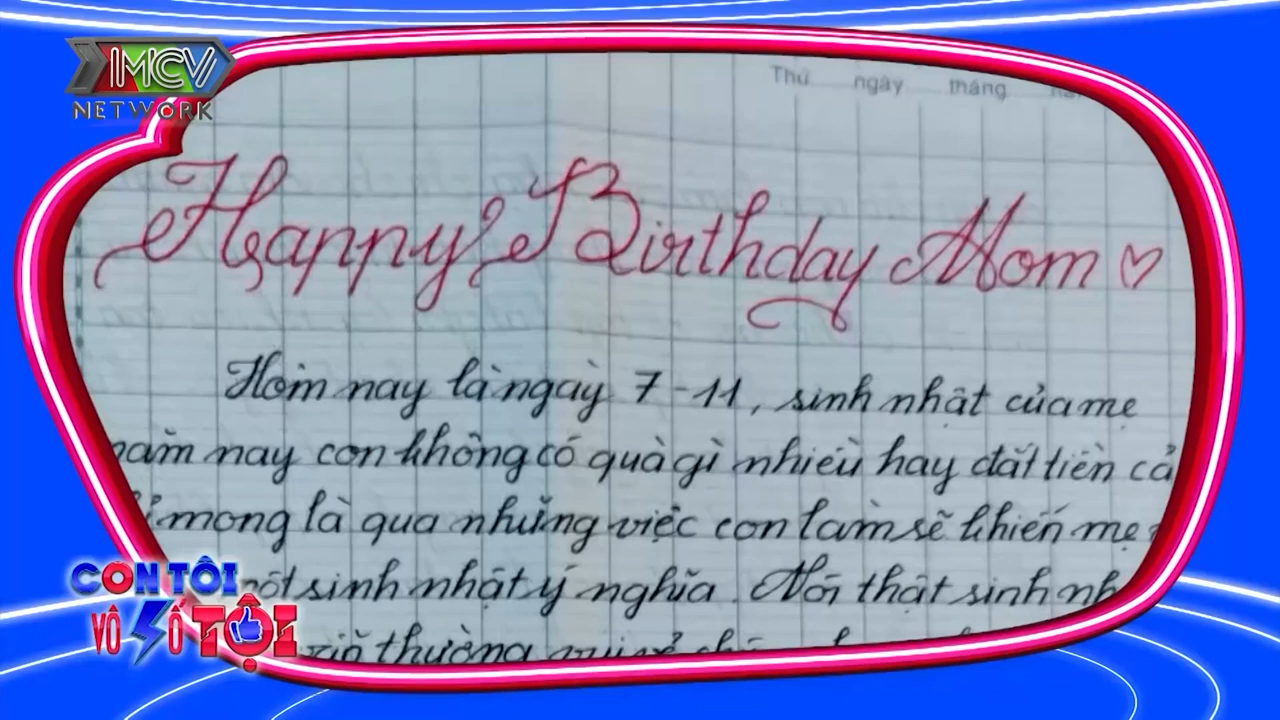 MCV
NETWORK
Thứ ngày tháng
Happy Birthday Mom
Hôm nay là ngày 7-11, sinh nhật của mẹ
năm nay con không có quà gì nhiều hay đắt tiền cả
mong là qua những việc con làm sẽ khiến mẹ
một sinh nhật ý nghĩa. Nói thật sinh
thường
CON TÔI
VÔ SỐ TỘI